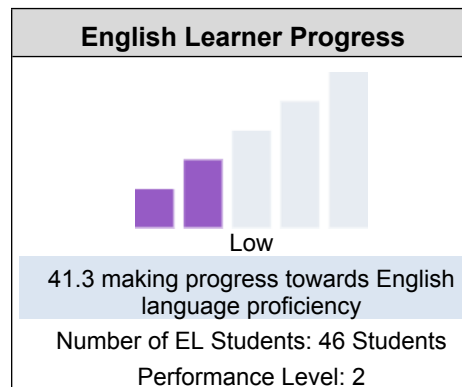 English Learner Progress
Low
41.3 making progress towards English
language proficiency
Number of EL Students: 46 Students
Performance Level: 2